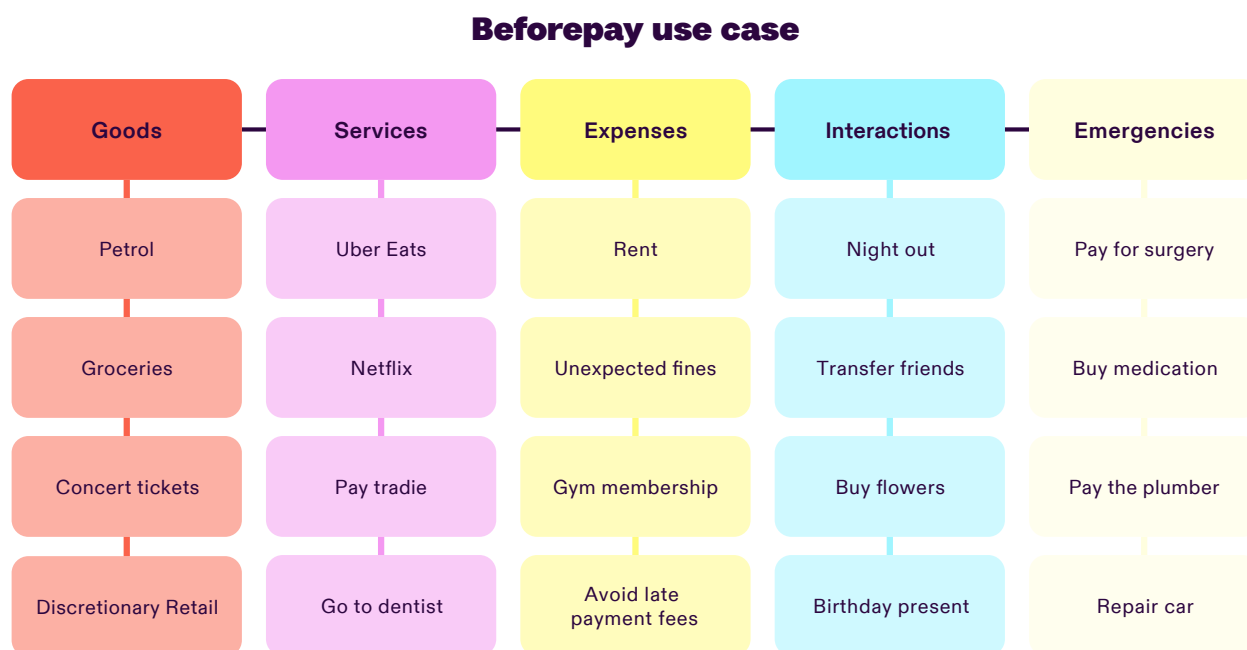 Beforepay use case
Goods
Services
Expenses
Interactions
Emergencies
Petrol
Uber Eats
Rent
Night out
Pay for surgery
Groceries
Netflix
Unexpected fines
Transfer friends
Buy medication
Concert tickets
Pay tradie
Gym membership
Buy flowers
Pay the plumber
Discretionary Retail
Go to dentist
Avoid late
payment fees
Birthday present
Repair car